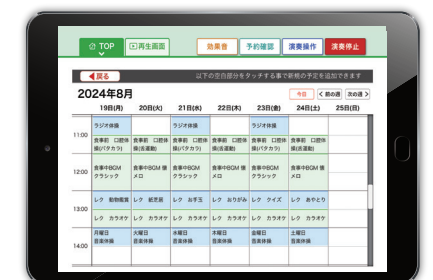 TOP
再生画面
効果音
予約確認
演奏操作
演奏停止
戻る
以下の空白部分をタッチする事で新規の予定を追加できます
2024年8月
今日
< 前の週
次の週 >
19日(月) 20日(火) 21日(水) 22日(木) 23日(金) 24日(土) 25日(日)
11:00
ラジオ体操 ラジオ体操 ラジオ体操
食事前 口腔体 食事前 口腔体 食事前 口腔体 食事前 口腔体 食事前 口腔体 食事前 口腔体
操(パタカラ) 操(舌運動) 操(パタカラ) 操(舌運動) 操(パタカラ) 操(舌運動)
12:00
食事中BGM 食事中BGM 懐 食事中BGM 食事中BGM 懐 食事中BGM 食事中BGM 懐
クラシック メロ クラシック メロ クラシック メロ
13:00
レク 動物鑑賞 レク 紙芝居 レク お手玉 レク おりがみ レク クイズ レク あやとり
レク カラオケ レク カラオケ レク カラオケ レク カラオケ レク カラオケ レク カラオケ
14:00
月曜日 火曜日 水曜日 木曜日 金曜日 土曜日
音楽体操 音楽体操 音楽体操 音楽体操 音楽体操 音楽体操